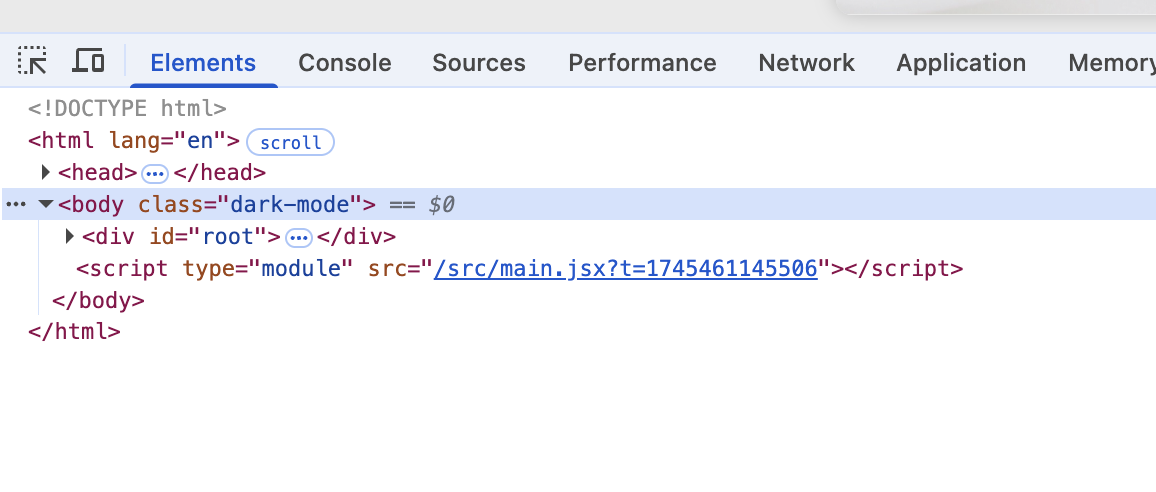 Elements Console Sources Performance Network Application Memory
<!DOCTYPE html>
<html lang="en"> scroll
<head> ••• </head>
••• <body class="dark-mode"> == $0
<div id="root"> ••• </div>
<script type="module" src="/src/main.jsx?t=1745461145506"></script>
</body>
</html>